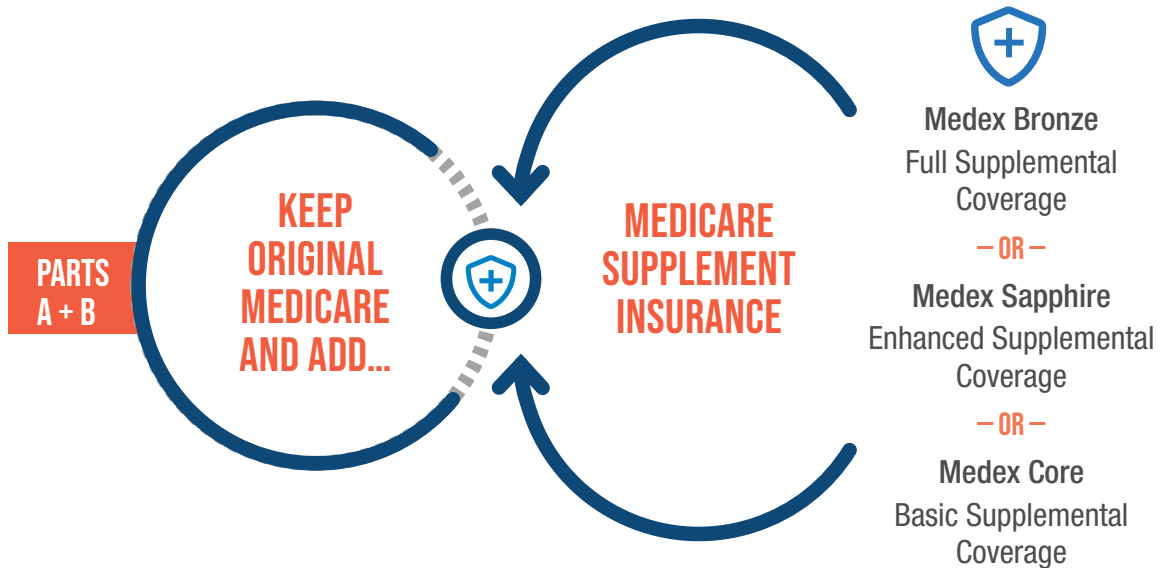 PARTS
A + B
KEEP
ORIGINAL
MEDICARE
AND ADD...
MEDICARE
SUPPLEMENT
INSURANCE
Medex Bronze
Full Supplemental
Coverage
– OR –
Medex Sapphire
Enhanced Supplemental
Coverage
– OR –
Medex Core
Basic Supplemental
Coverage